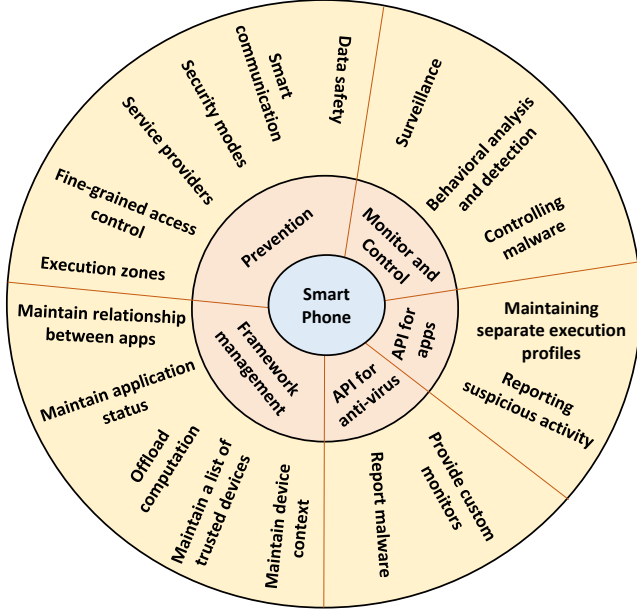 Smart
Phone
Prevention
Monitor and
Control
API for
apps
API for
anti-virus
Framework
management
Data safety
Smart
communication
Security modes
Service providers
Fine-grained access
control
Execution zones
Surveillance
Behavioral analysis
and detection
Controlling
malware
Maintaining
separate execution
profiles
Reporting
suspicious activity
Provide custom
monitors
Report malware
Maintain device
context
Maintain a list of
trusted devices
Offload
computation
Maintain application
status
Maintain relationship
between apps